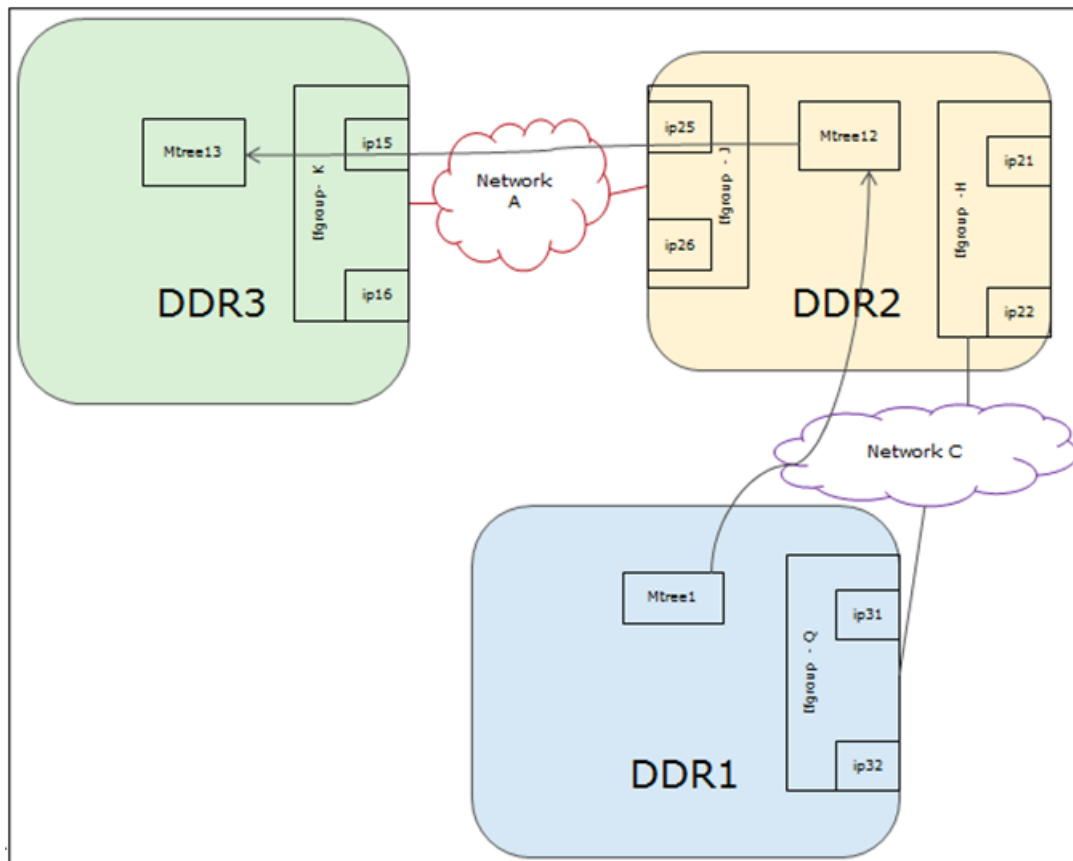 Mtree13
ip15
Ifgroup- K
ip16
DDR3
Network
A
ip25
Ifgroup - J
ip26
Mtree12
ip21
Ifgroup -H
ip22
DDR2
Network C
Mtree1
ip31
Ifgroup - Q
ip32
DDR1